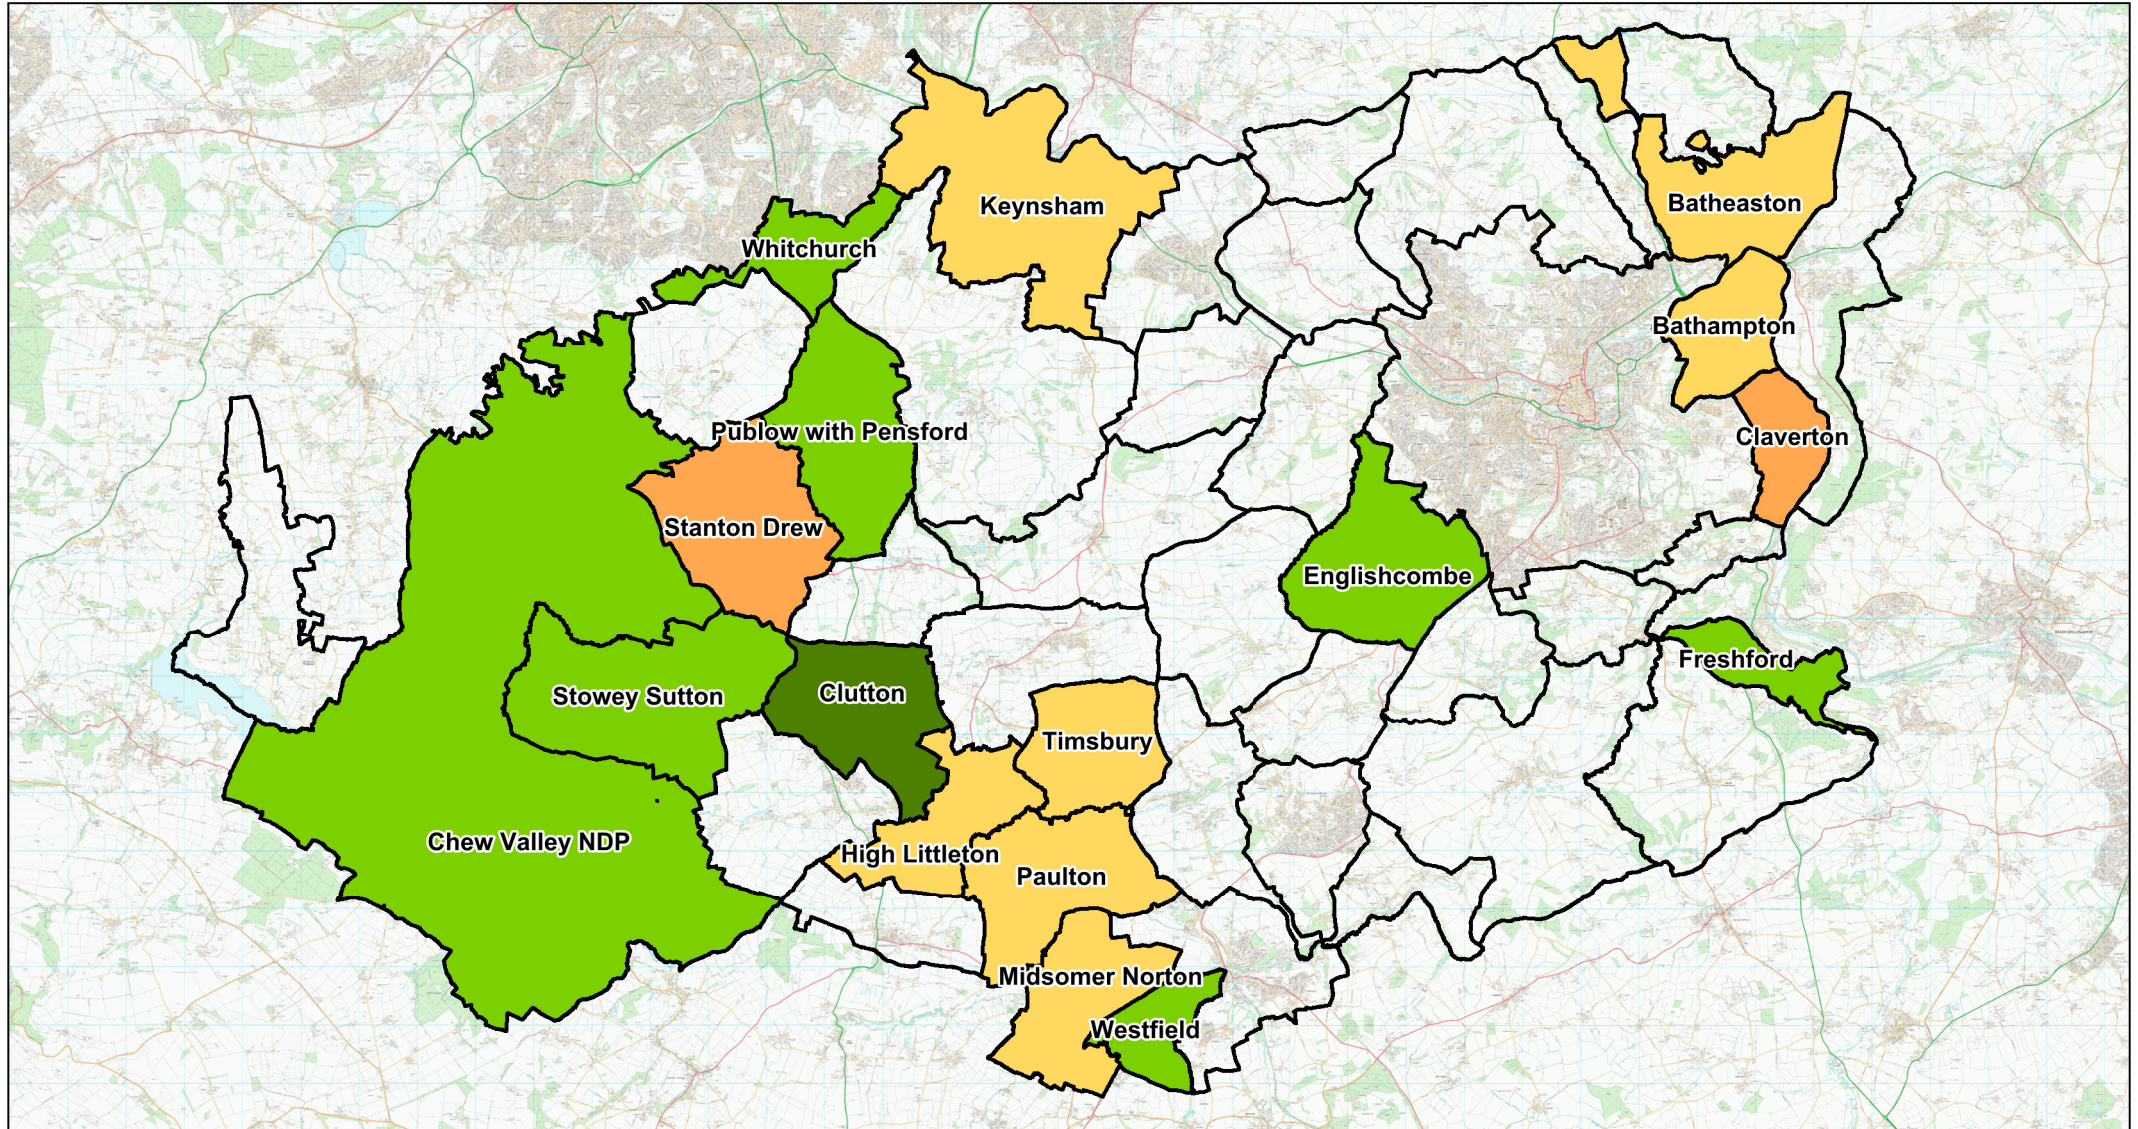 Keynsham
Batheaston
Whitchurch
Bathampton
Publow with Pensford
Claverton
Stanton Drew
Englishcombe
Freshford
Stowey Sutton
Clutton
Timsbury
Chew Valley NDP
High Littleton
Paulton
Midsomer Norton
Westfield